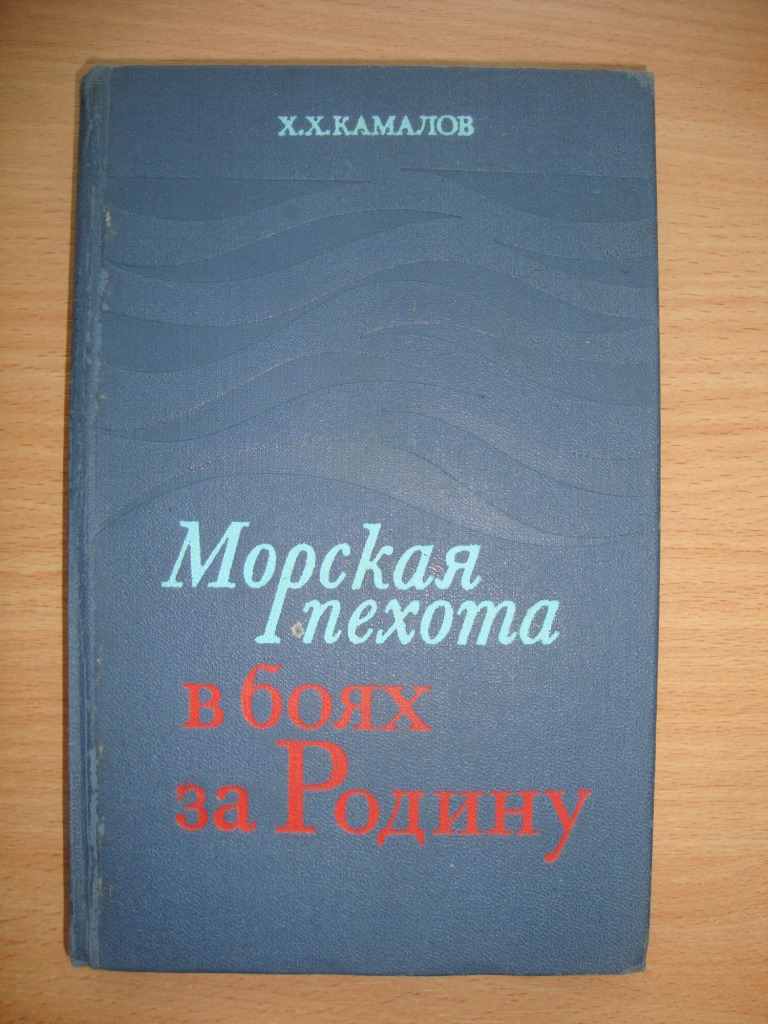 Х.Х.КАМАЛОВ
Морская
пехота
в боях
за Родину